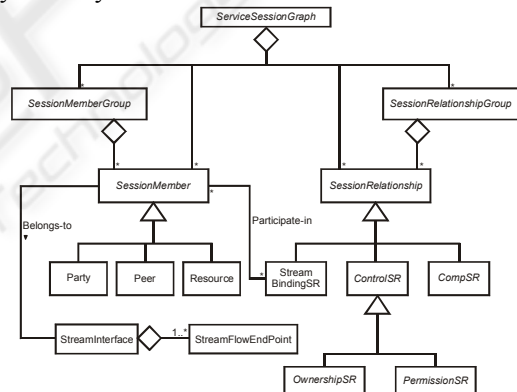 ServiceSessionGraph
*
*
*
*
SessionMemberGroup
SessionRelationshipGroup
*
*
SessionMember
SessionRelationship
*
Belongs-to
Participate-in
Party
Peer
Resource
*
Stream
BindingSR
ControlSR
CompSR
StreamInterface
1..*
StreamFlowEndPoint
OwnershipSR
PermissionSR